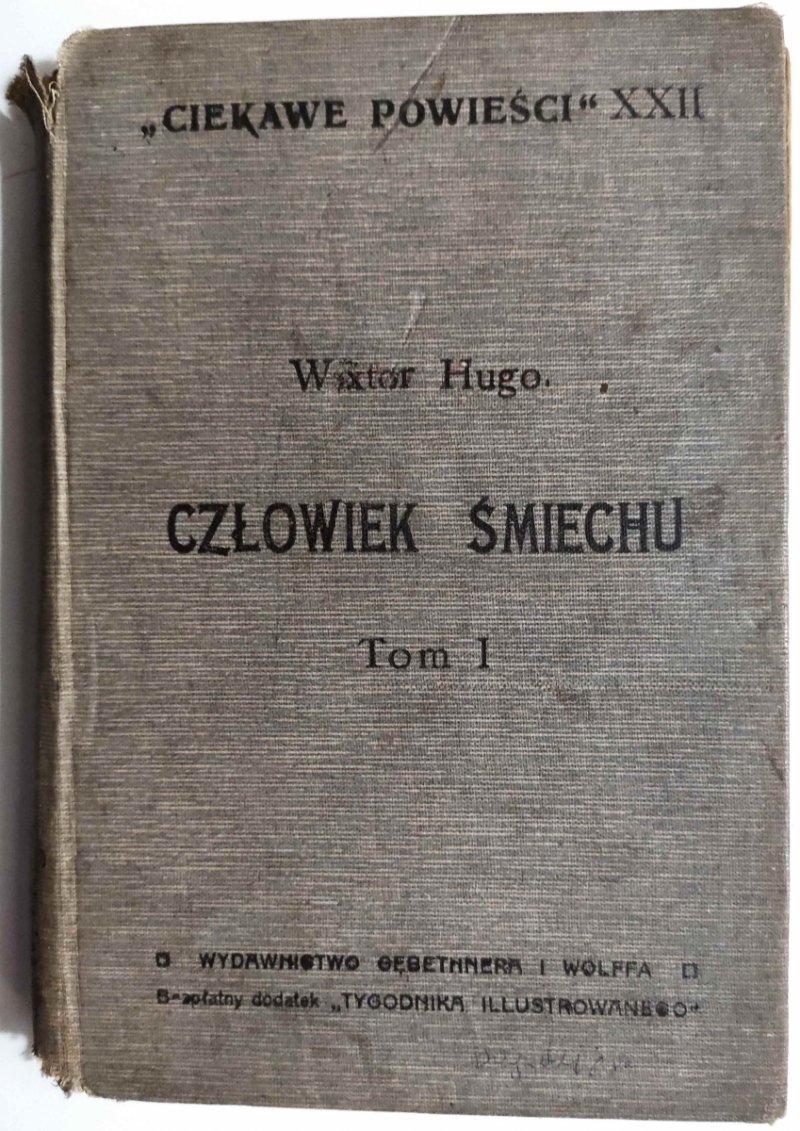 „CIEKAWE POWIEŚCI“ XXII
Wiktor Hugo.
CZŁOWIEK ŚMIECHU
Tom I
WYDAWNICTWO GEBETHNERA I WOLFFA
Bezpłatny dodatek „TYGODNIKA ILLUSTROWANEGO“